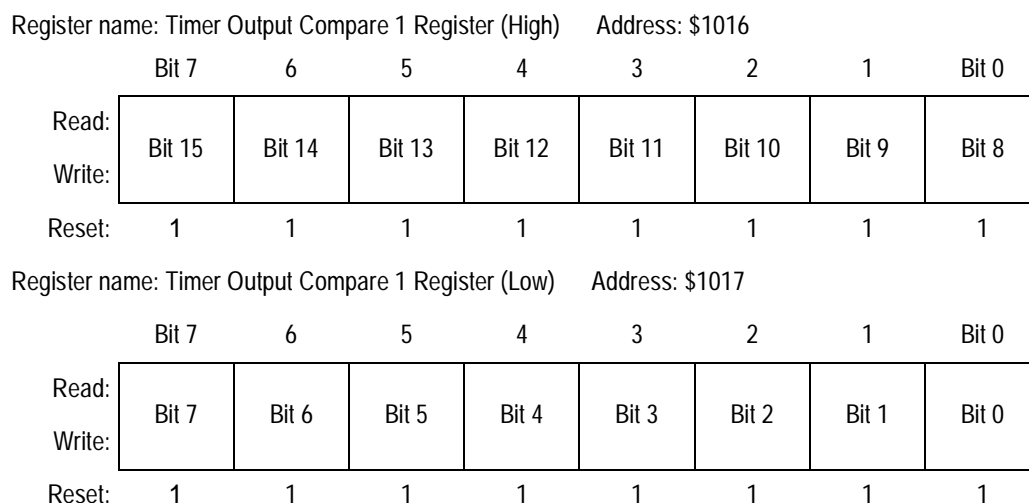 Register name: Timer Output Compare 1 Register (High) Address: $1016
Bit 7 6 5 4 3 2 1 Bit 0
Read:
Bit 15 Bit 14 Bit 13 Bit 12 Bit 11 Bit 10 Bit 9 Bit 8
Write:
Reset: 1 1 1 1 1 1 1 1
Register name: Timer Output Compare 1 Register (Low) Address: $1017
Bit 7 6 5 4 3 2 1 Bit 0
Read:
Bit 7 Bit 6 Bit 5 Bit 4 Bit 3 Bit 2 Bit 1 Bit 0
Write:
Reset: 1 1 1 1 1 1 1 1